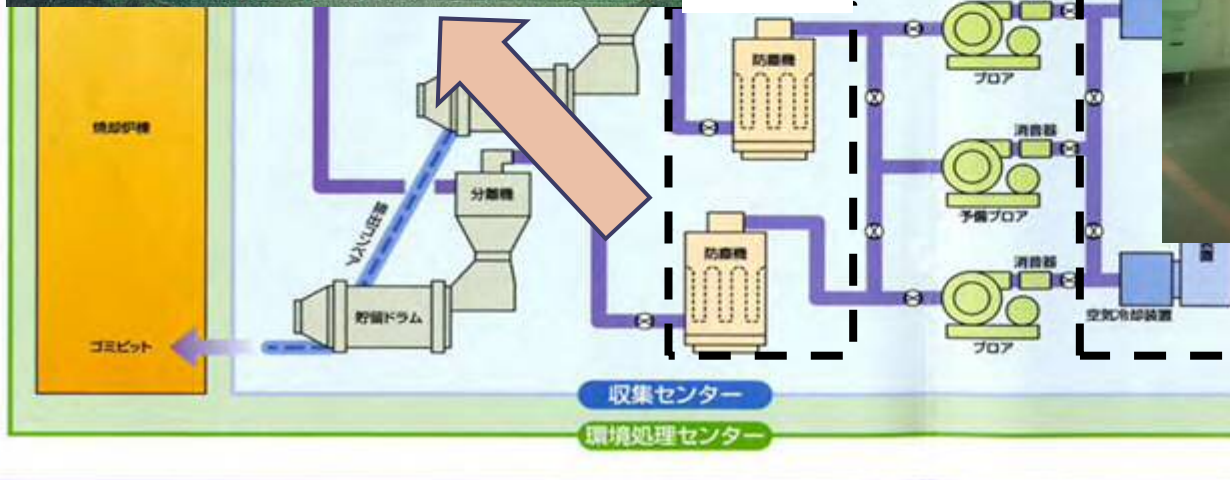 防塵機
ブロア
焼却炉棟
消音器
分離機
予備ブロア
防塵機
消音器
置
貯留ドラム
空気冷却装置
ゴミピット
ブロア
収集センター
環境処理センター